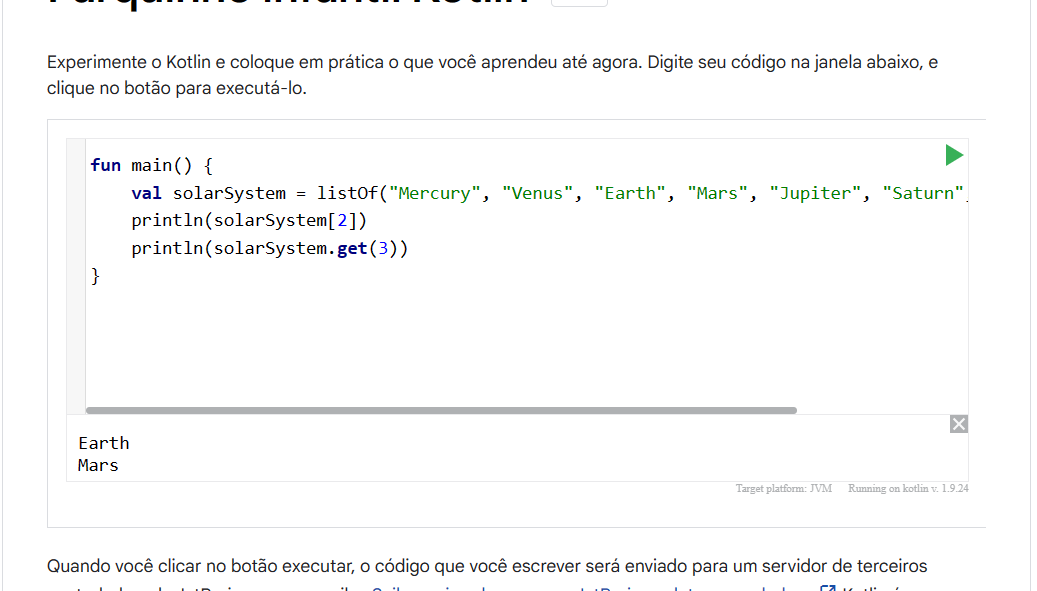 Experimente o Kotlin e coloque em prática o que você aprendeu até agora. Digite seu código na janela abaixo, e
clique no botão para executá-lo.
fun main() {
val solarSystem = listOf("Mercury", "Venus", "Earth", "Mars", "Jupiter", "Saturn"
println(solarSystem[2])
println(solarSystem.get(3))
}
Earth
Mars
Target platform: JVM Running on kotlin v. 1.9.24
Quando você clicar no botão executar, o código que você escrever será enviado para um servidor de terceiros